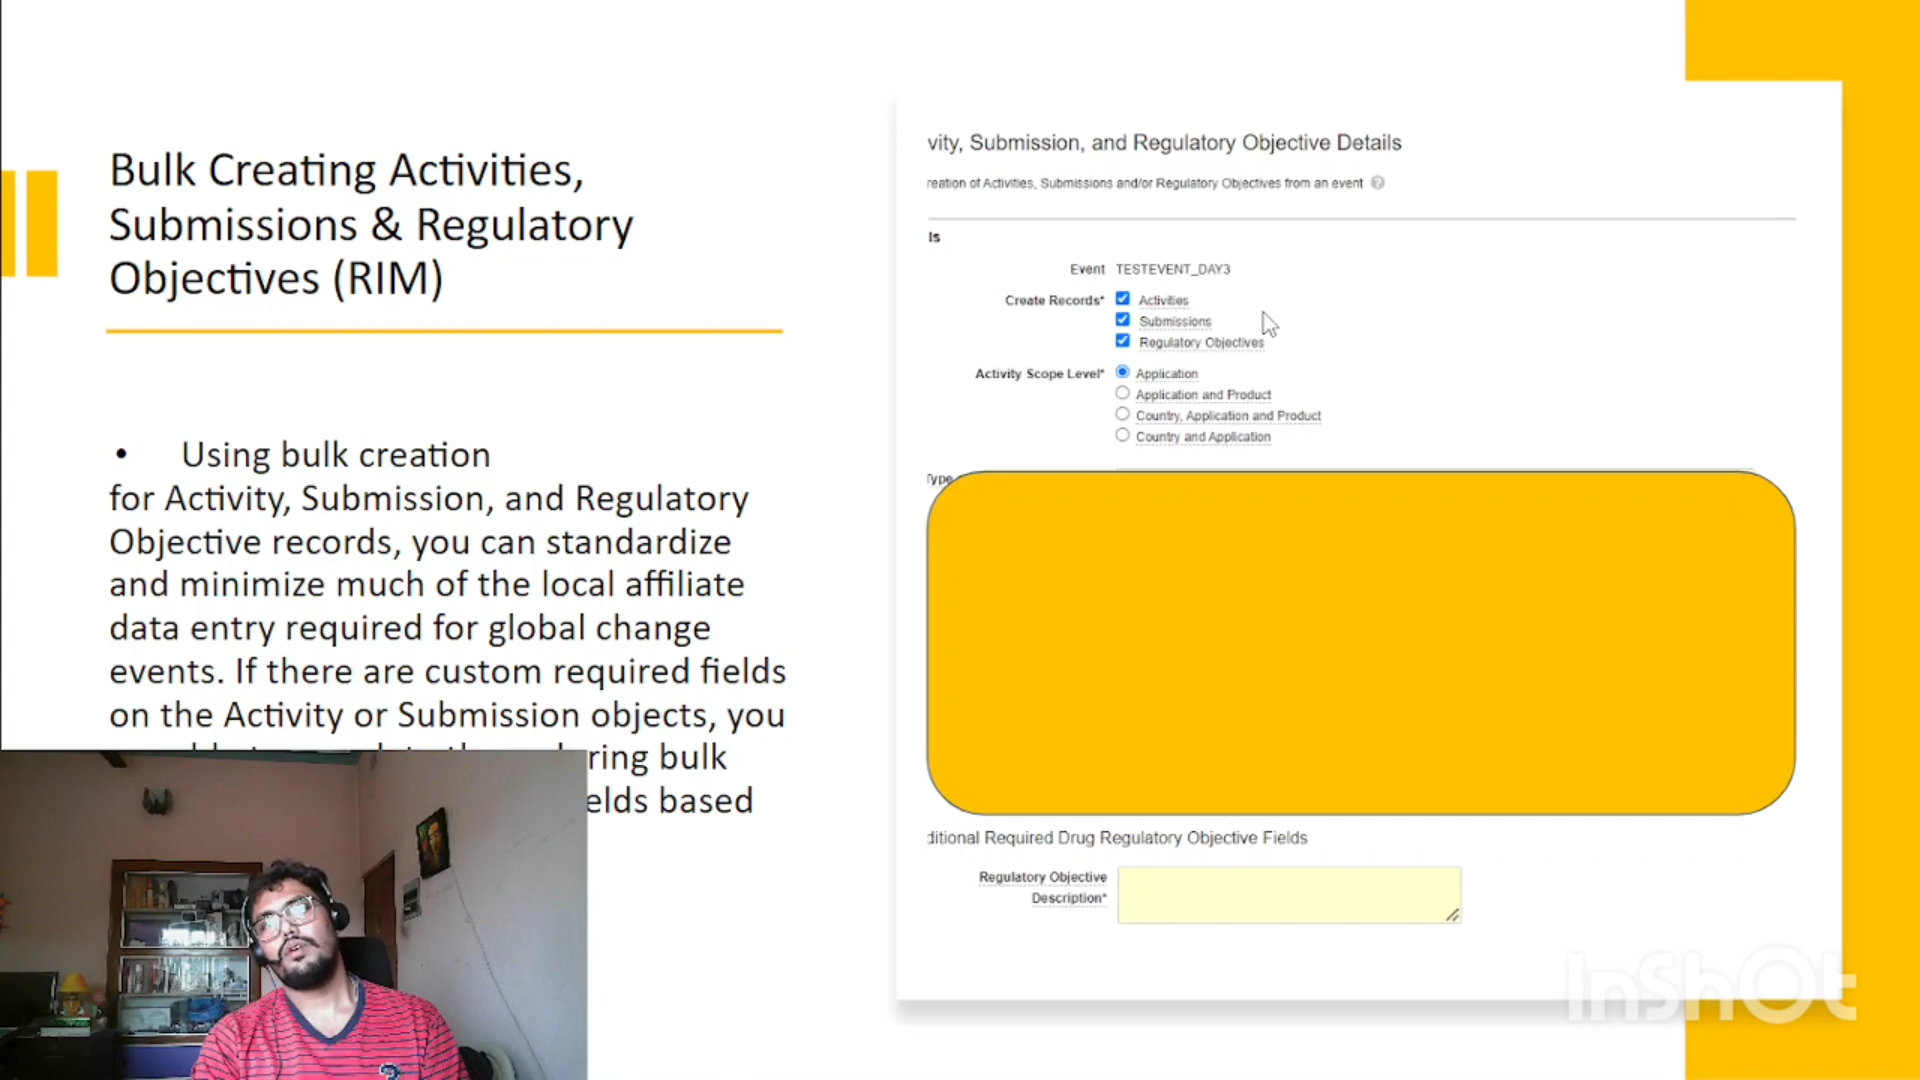 Bulk Creating Activities,
Submissions & Regulatory
Objectives (RIM)
• Using bulk creation
for Activity, Submission, and Regulatory
Objective records, you can standardize
and minimize much of the local affiliate
data entry required for global change
events. If there are custom required fields
on the Activity or Submission objects, you
ring bulk
elds based
vity, Submission, and Regulatory Objective Details
reation of Activities, Submissions and/or Regulatory Objectives from an event ?
ls
Event TESTEVENT_DAY3
Create Records* Activities
Submissions
Regulatory Objectives
Activity Scope Level* Application
Application and Product
Country, Application and Product
Country and Application
Type
ditional Required Drug Regulatory Objective Fields
Regulatory Objective
Description*
InShOt